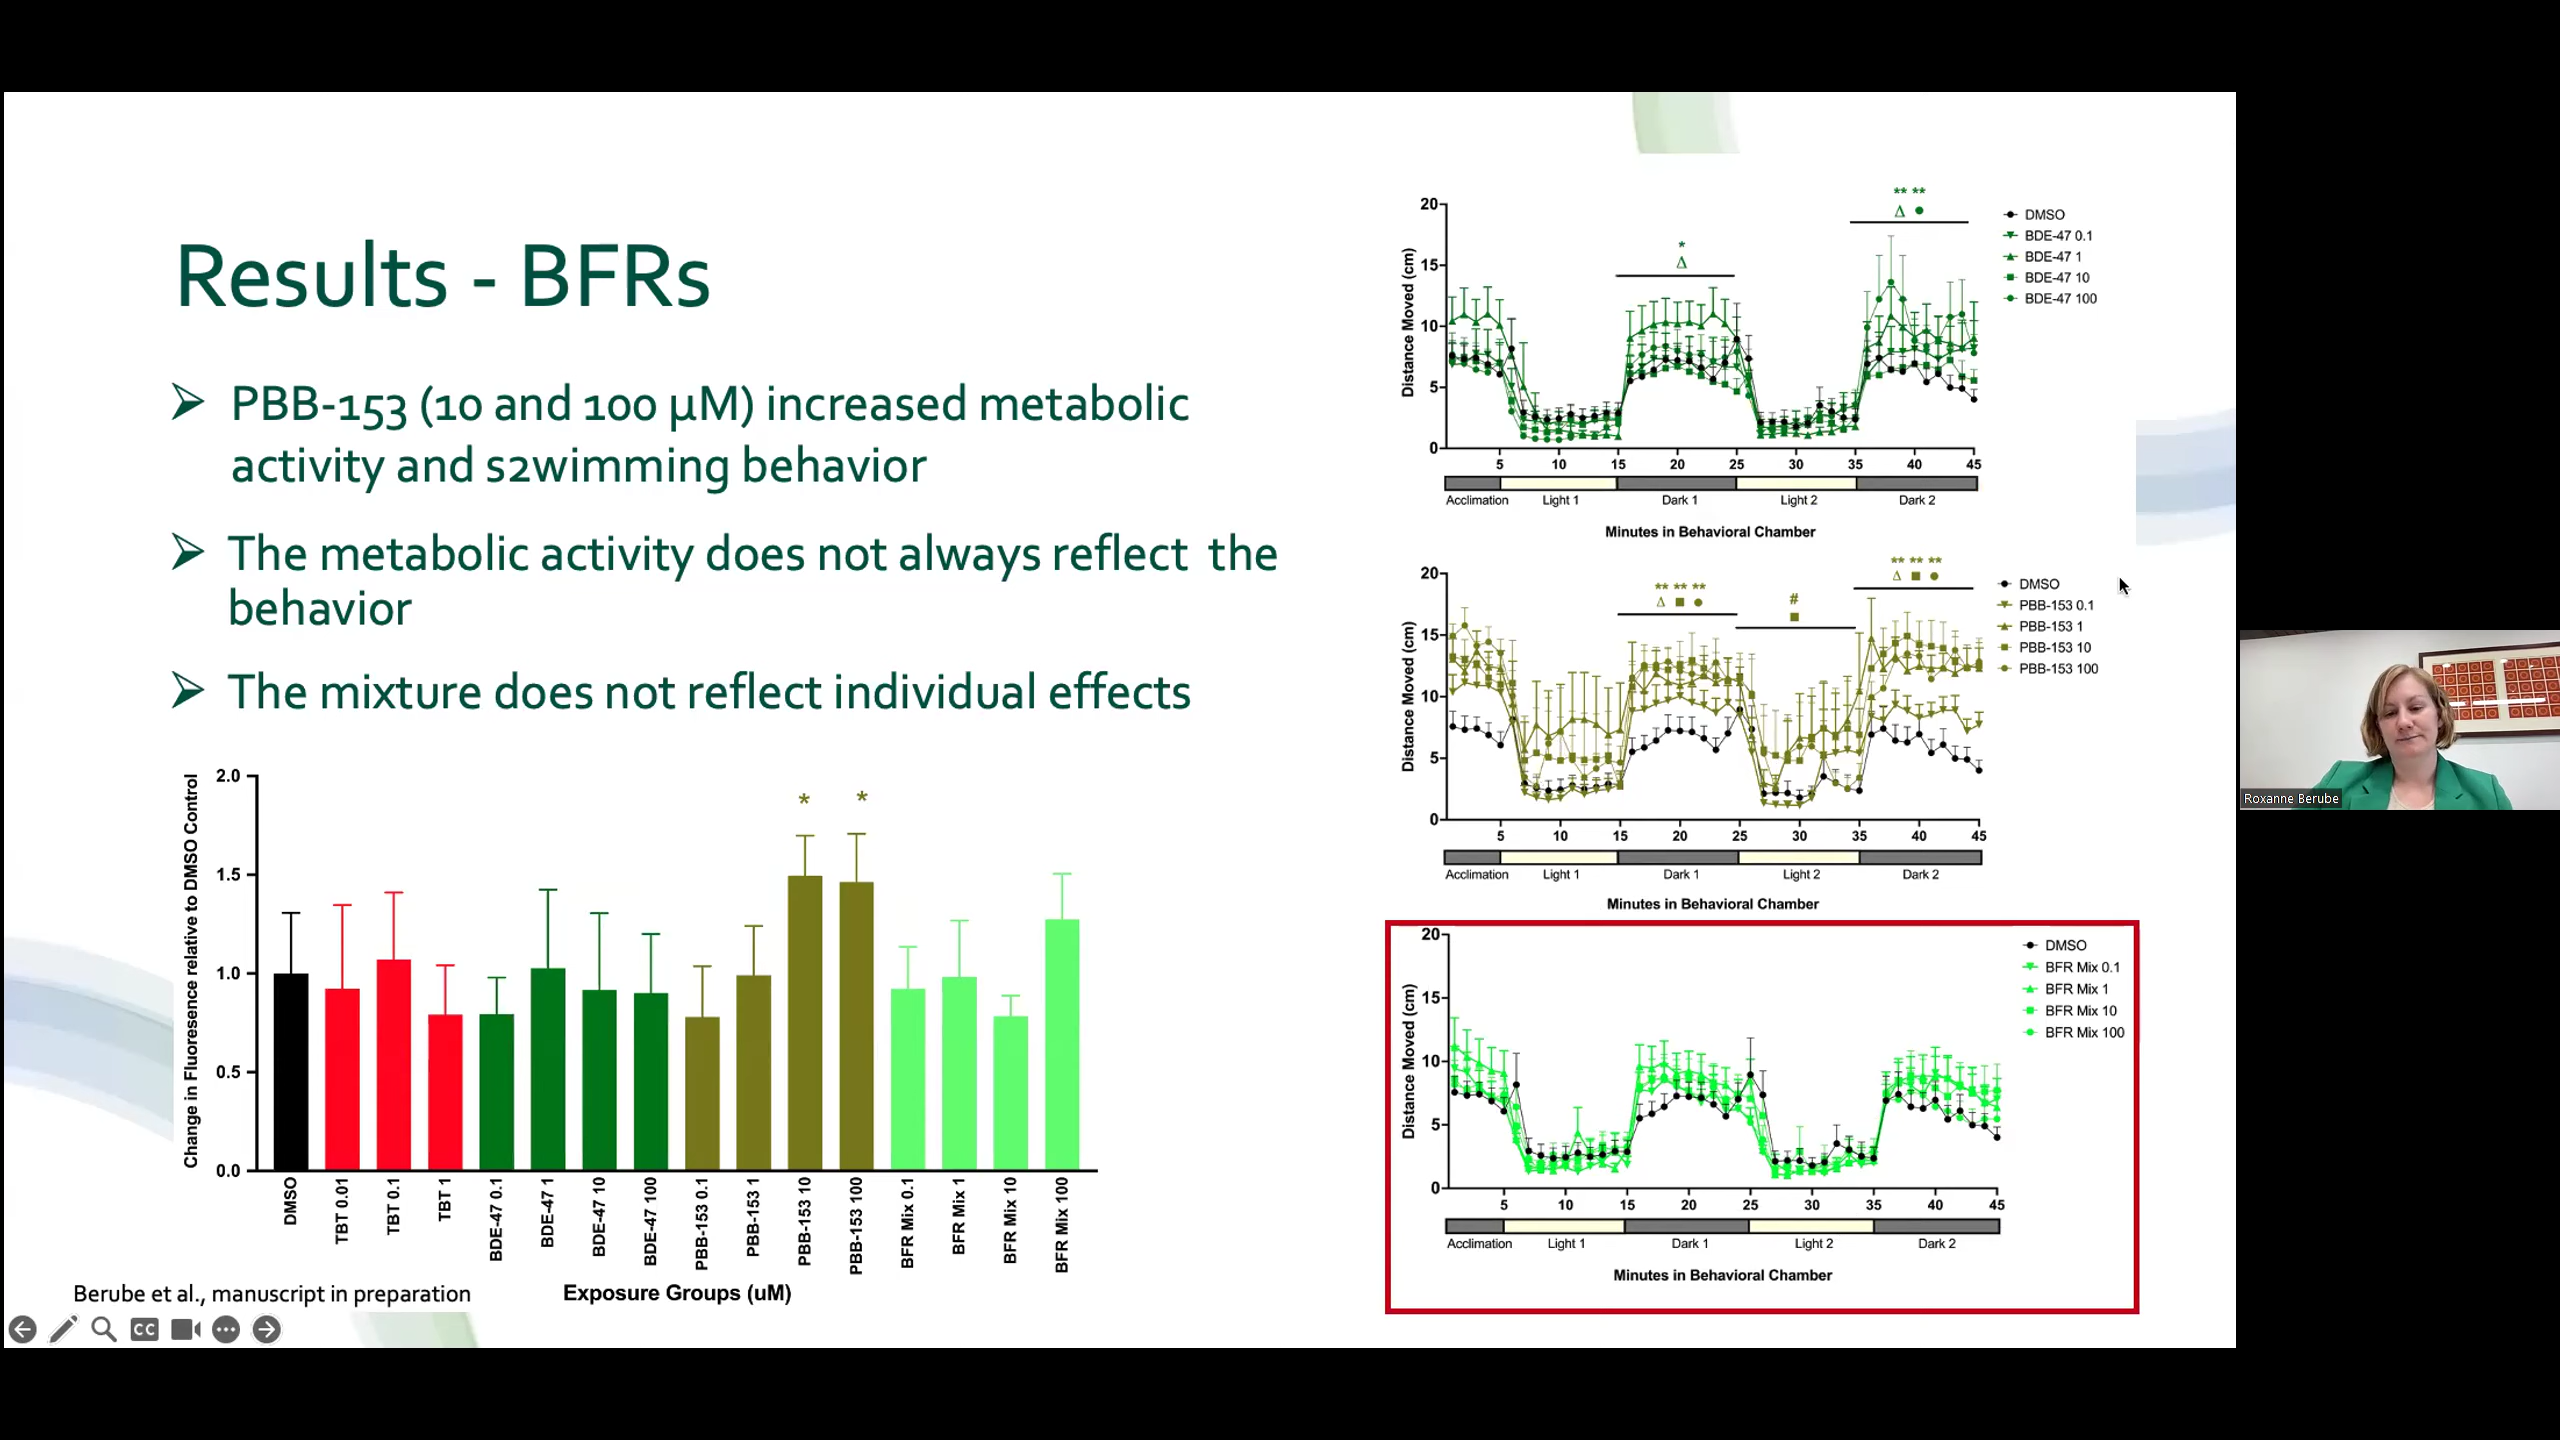 Results - BFRs
PBB-153 (10 and 100 µM) increased metabolic
activity and s2wimming behavior
The metabolic activity does not always reflect the
behavior
The mixture does not reflect individual effects
Change in Fluoresence relative to DMSO Control
2.0
1.5
1.0
0.5
0.0
* *
DMSO
TBT 0.01
TBT 0.1
TBT 1
BDE-47 0.1
BDE-47 1
BDE-47 10
BDE-47 100
PBB-153 0.1
PBB-153 1
PBB-153 10
PBB-153 100
BFR Mix 0.1
BFR Mix 1
BFR Mix 10
BFR Mix 100
Exposure Groups (uM)
Berube et al., manuscript in preparation
CC
Distance Moved (cm)
20
15
10
5
0
*
Δ
** **
Δ ●
DMSO
BDE-47 0.1
BDE-47 1
BDE-47 10
BDE-47 100
5 10 15 20 25 30 35 40 45
Acclimation Light 1 Dark 1 Light 2 Dark 2
Minutes in Behavioral Chamber
Distance Moved (cm)
20
15
10
5
0
** ** **
Δ ■ ●
#
■
** ** **
Δ ■ ●
DMSO
PBB-153 0.1
PBB-153 1
PBB-153 10
PBB-153 100
5 10 15 20 25 30 35 40 45
Acclimation Light 1 Dark 1 Light 2 Dark 2
Minutes in Behavioral Chamber
Distance Moved (cm)
20
15
10
5
0
DMSO
BFR Mix 0.1
BFR Mix 1
BFR Mix 10
BFR Mix 100
5 10 15 20 25 30 35 40 45
Acclimation Light 1 Dark 1 Light 2 Dark 2
Minutes in Behavioral Chamber
Roxanne Berube